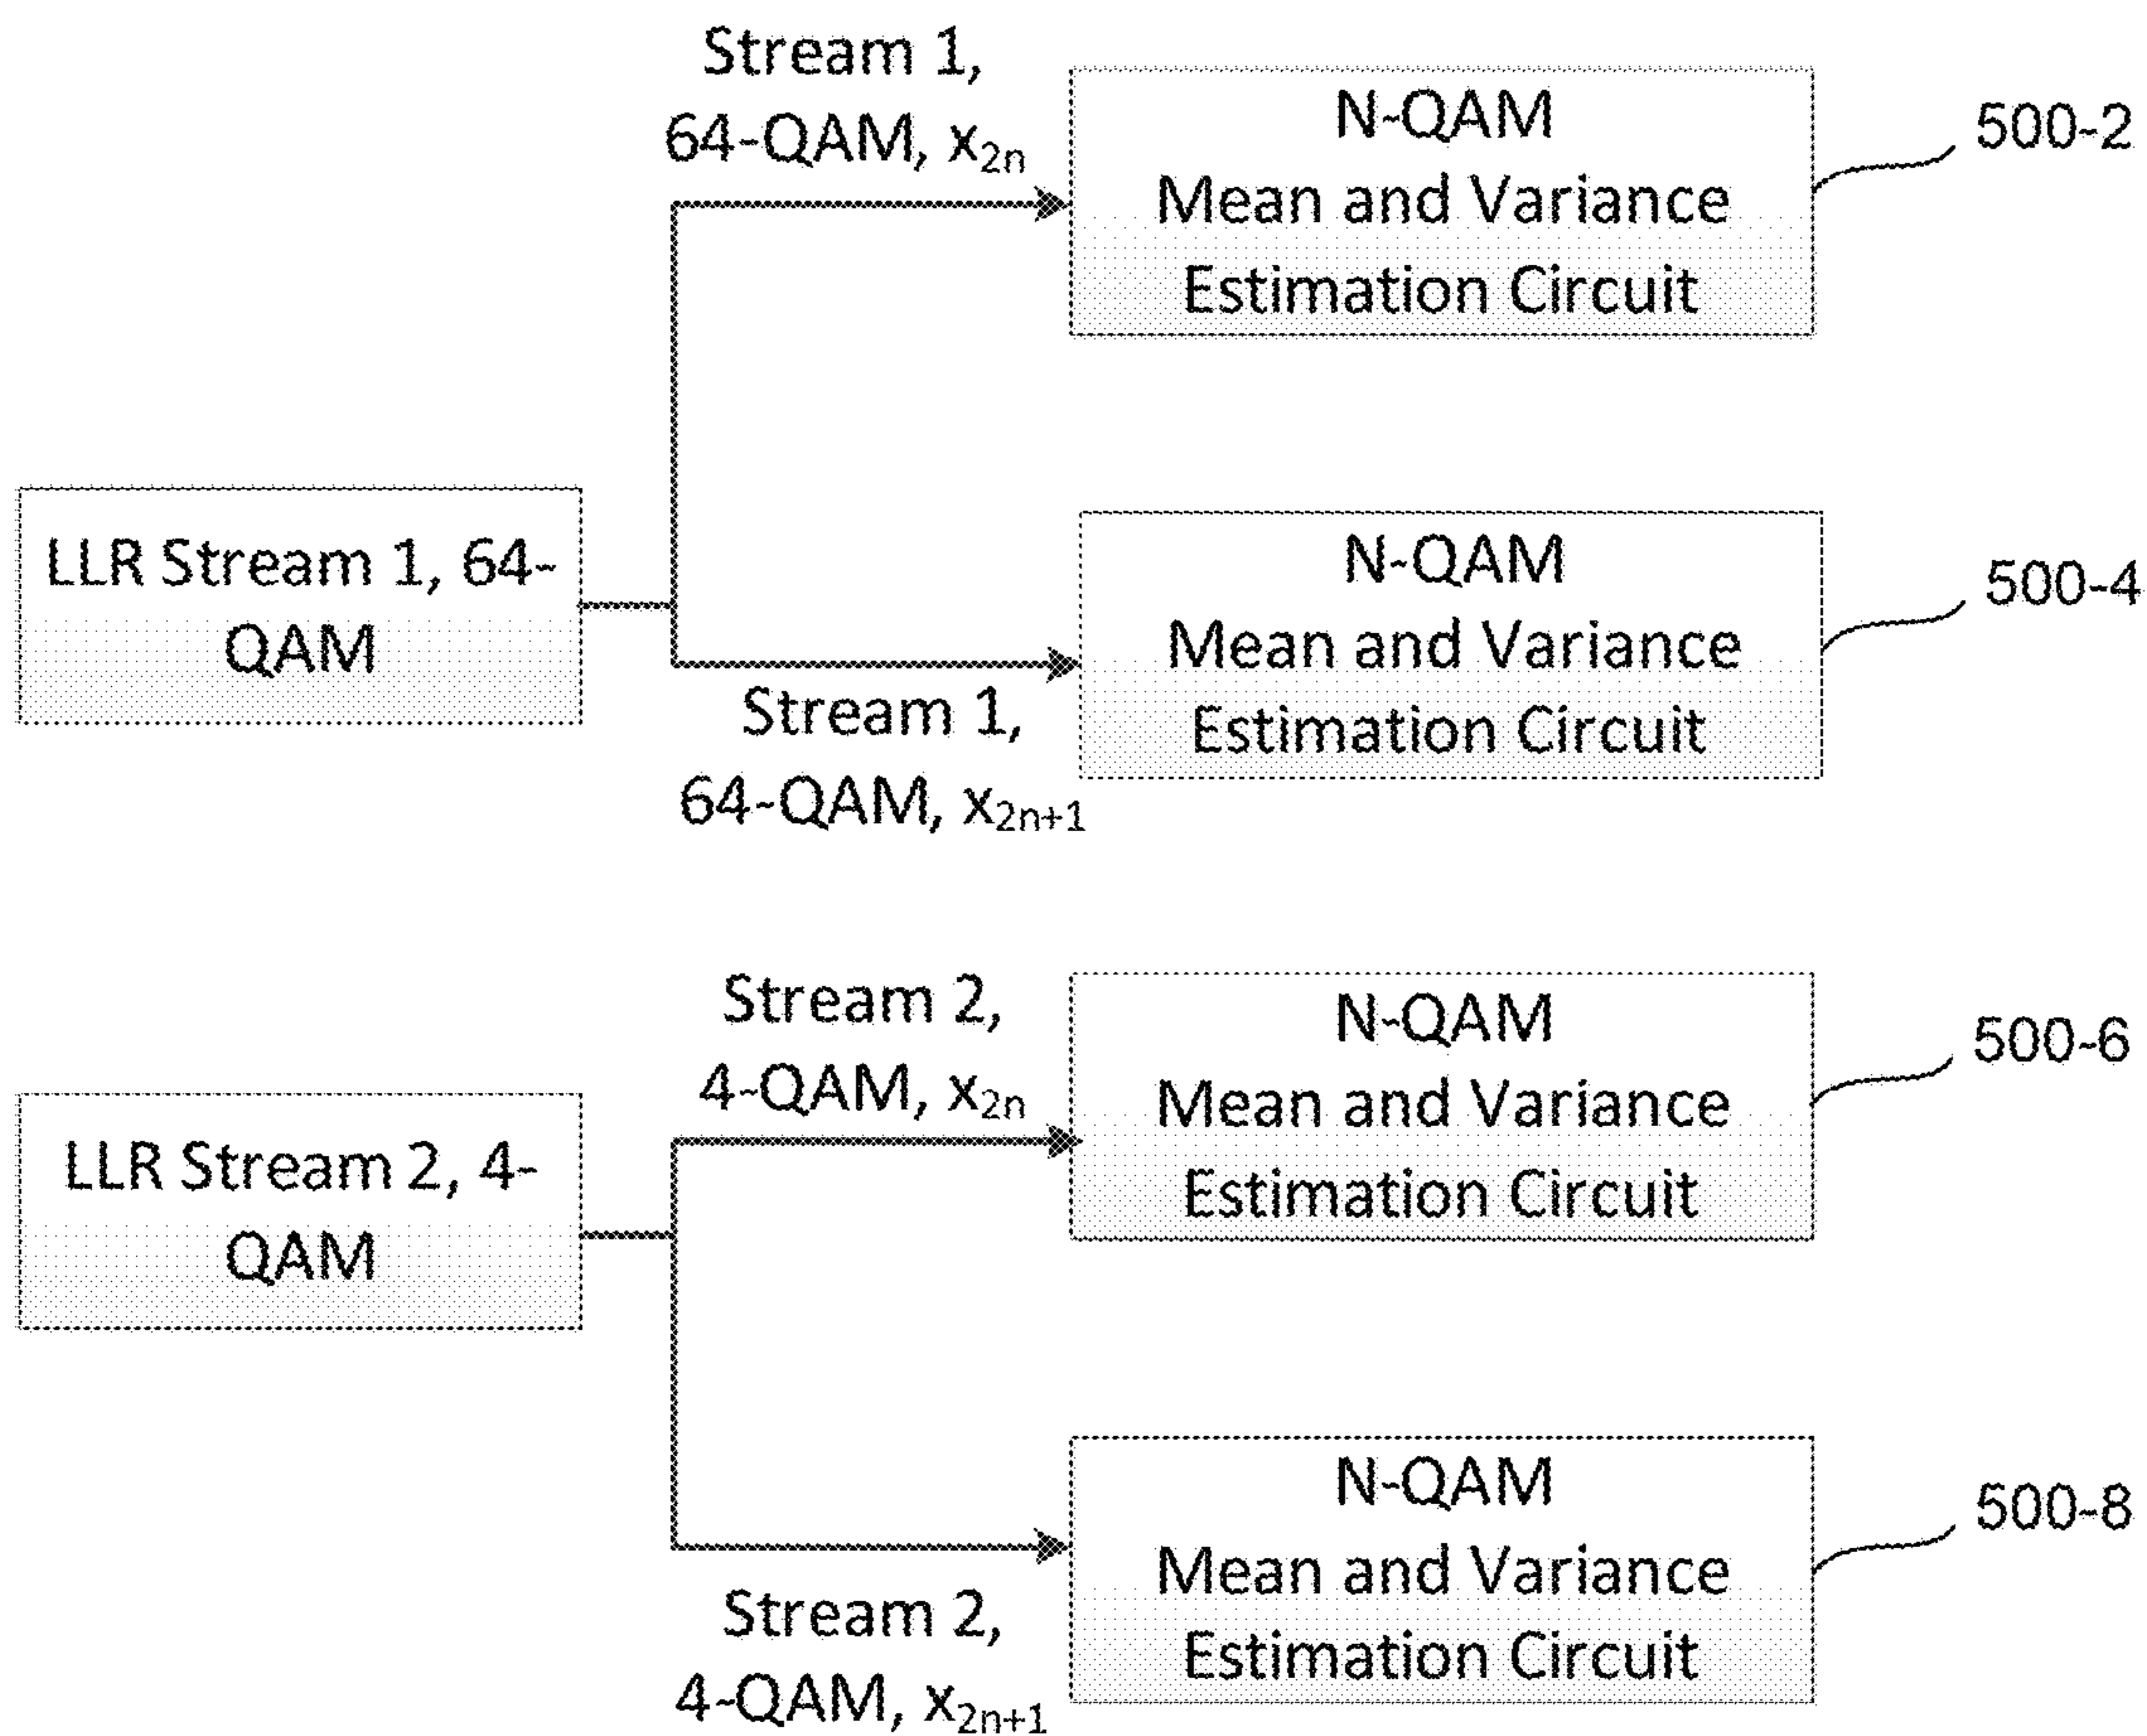 Stream 1,
64-QAM, x2n
N-QAM
Mean and Variance
Estimation Circuit
500-2
LLR Stream 1, 64-
QAM
N-QAM
Mean and Variance
Estimation Circuit
500-4
Stream 1,
64-QAM, x2n+1
Stream 2,
4-QAM, x2n
N-QAM
Mean and Variance
Estimation Circuit
500-6
LLR Stream 2, 4-
QAM
N-QAM
Mean and Variance
Estimation Circuit
500-8
Stream 2,
4-QAM, x2n+1